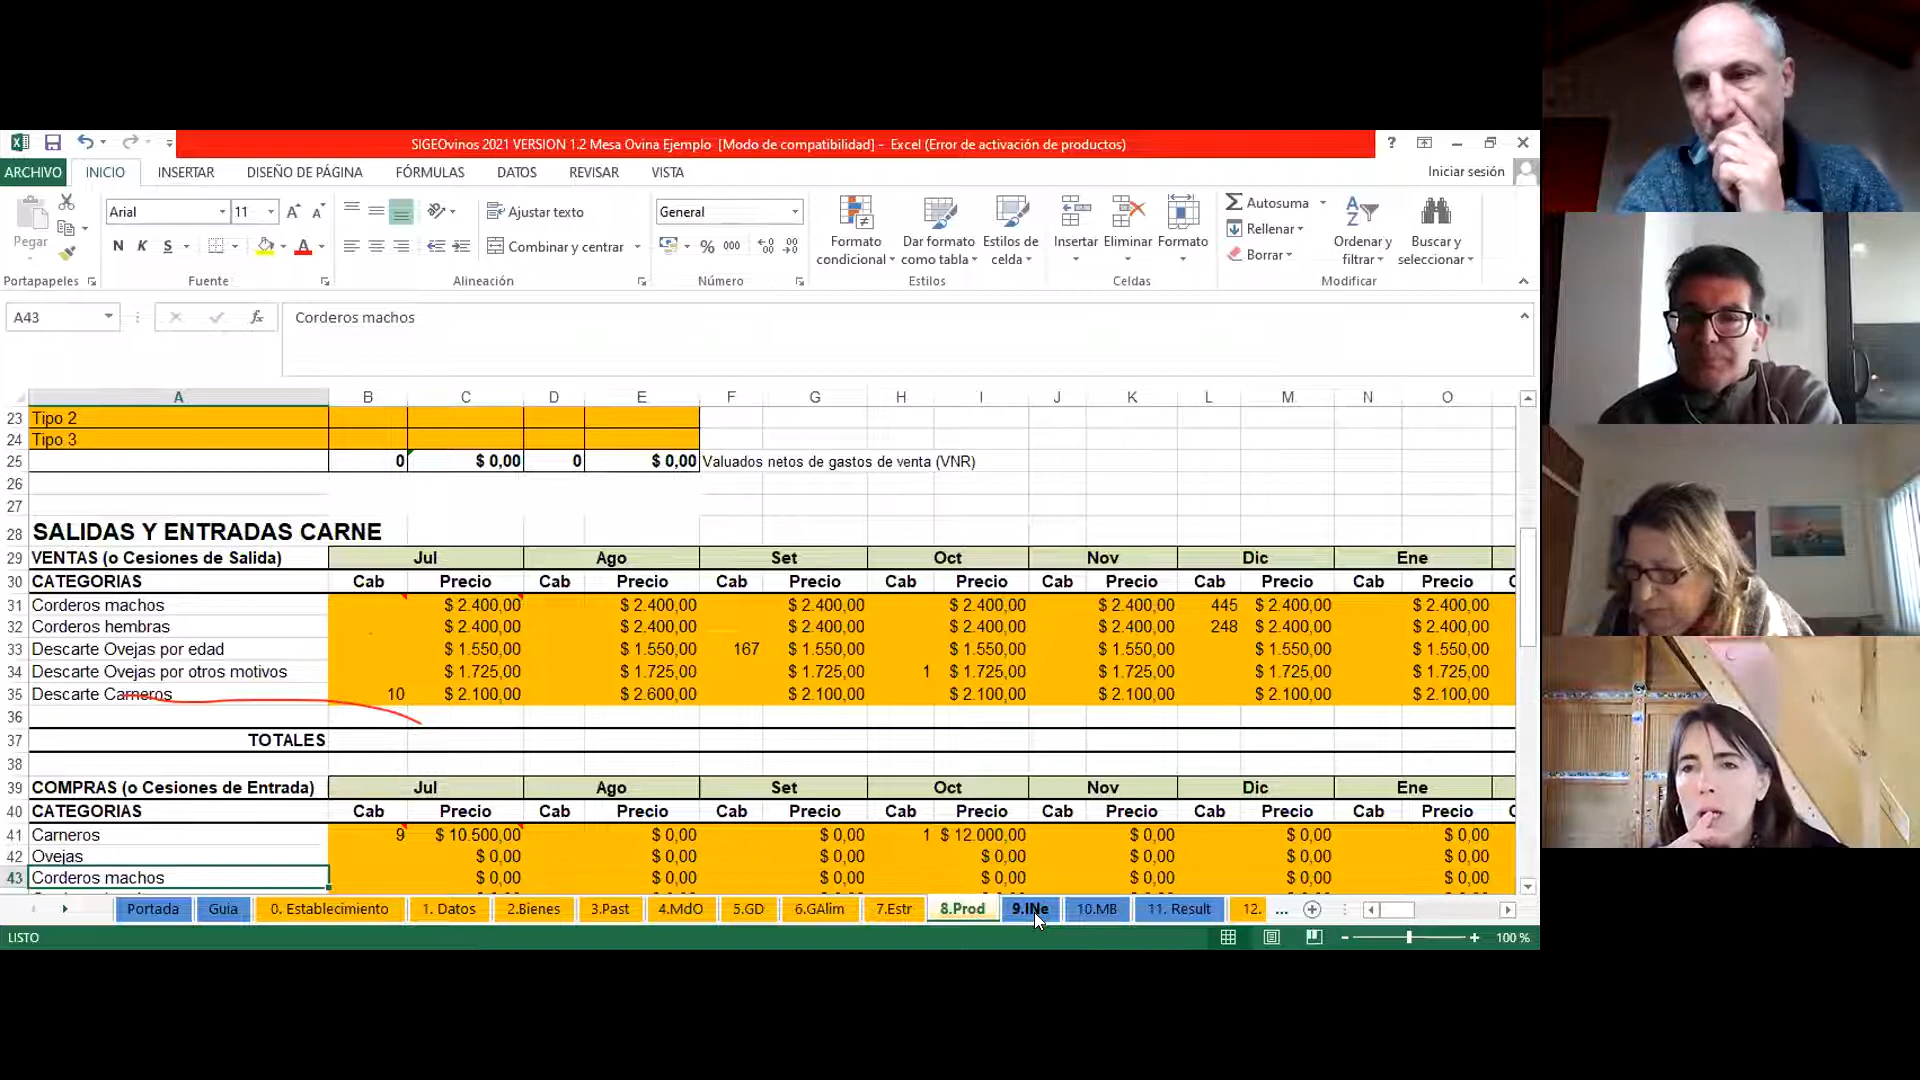 SIGEOvinos 2021 VERSION 1.2 Mesa Ovina Ejemplo [Modo de compatibilidad] - Excel (Error de activación de productos)
ARCHIVO INICIO INSERTAR DISEÑO DE PÁGINA FÓRMULAS DATOS REVISAR VISTA Iniciar sesión
Arial 11 Ajustar texto General Autosuma
Pegar N K S Combinar y centrar % 000 Formato condicional Dar formato como tabla Estilos de celda Insertar Eliminar Formato Rellenar Borrar Ordenar y filtrar Buscar y seleccionar
Portapapeles Fuente Alineación Número Estilos Celdas Modificar
A43 fx Corderos machos
A B C D E F G H I J K L M N O
23 Tipo 2
24 Tipo 3
25 0 $ 0,00 0 $ 0,00 Valuados netos de gastos de venta (VNR)
26
27
28 SALIDAS Y ENTRADAS CARNE
29 VENTAS (o Cesiones de Salida) Jul Ago Set Oct Nov Dic Ene
30 CATEGORIAS Cab Precio Cab Precio Cab Precio Cab Precio Cab Precio Cab Precio Cab Precio
31 Corderos machos $ 2.400,00 $ 2.400,00 $ 2.400,00 $ 2.400,00 $ 2.400,00 445 $ 2.400,00 $ 2.400,00
32 Corderos hembras $ 2.400,00 $ 2.400,00 $ 2.400,00 $ 2.400,00 $ 2.400,00 248 $ 2.400,00 $ 2.400,00
33 Descarte Ovejas por edad $ 1.550,00 $ 1.550,00 167 $ 1.550,00 $ 1.550,00 $ 1.550,00 $ 1.550,00 $ 1.550,00
34 Descarte Ovejas por otros motivos $ 1.725,00 $ 1.725,00 $ 1.725,00 1 $ 1.725,00 $ 1.725,00 $ 1.725,00 $ 1.725,00
35 Descarte Carneros 10 $ 2.100,00 $ 2.600,00 $ 2.100,00 $ 2.100,00 $ 2.100,00 $ 2.100,00 $ 2.100,00
36
37 TOTALES
38
39 COMPRAS (o Cesiones de Entrada) Jul Ago Set Oct Nov Dic Ene
40 CATEGORIAS Cab Precio Cab Precio Cab Precio Cab Precio Cab Precio Cab Precio Cab Precio
41 Carneros 9 $ 10.500,00 $ 0,00 $ 0,00 1 $ 12.000,00 $ 0,00 $ 0,00 $ 0,00
42 Ovejas $ 0,00 $ 0,00 $ 0,00 $ 0,00 $ 0,00 $ 0,00 $ 0,00
43 Corderos machos $ 0,00 $ 0,00 $ 0,00 $ 0,00 $ 0,00 $ 0,00 $ 0,00
Portada Guia 0. Establecimiento 1. Datos 2.Bienes 3.Past 4.MdO 5.GD 6.GAlim 7.Estr 8.Prod 9.INe 10.MB 11. Result 12. ...
LISTO 100 %